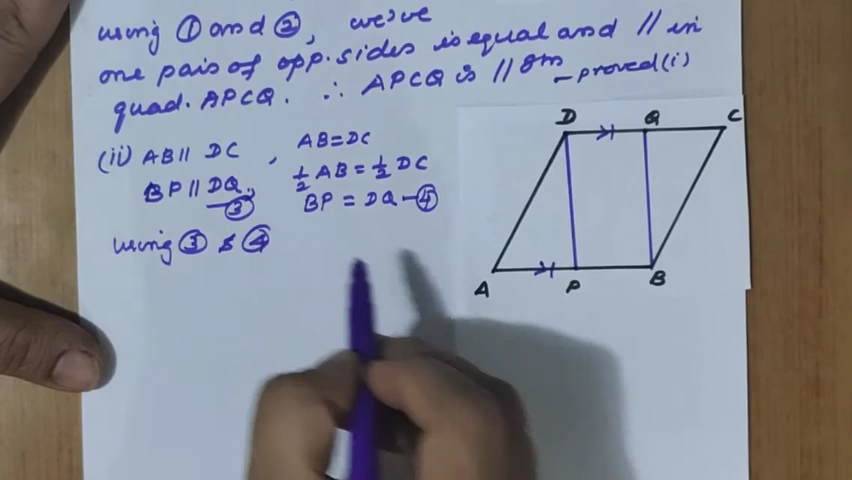 using ① and ②, we've
one pair of opp. sides is equal and // in
quad. APCQ. ∴ APCQ is //gm - proved (i)
(ii) AB // DC , AB = DC
½ AB = ½ DC
BP // DQ, - ③
BP = DQ - ④
using ③ & ④
D Q C
A P B